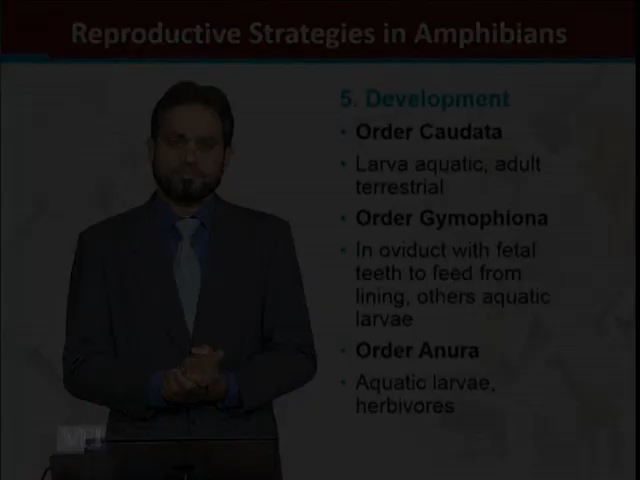 Reproductive Strategies in Amphibians
5. Development
• Order Caudata
• Larva aquatic, adult
terrestrial
• Order Gymophiona
• In oviduct with fetal
teeth to feed from
lining, others aquatic
larvae
• Order Anura
• Aquatic larvae,
herbivores